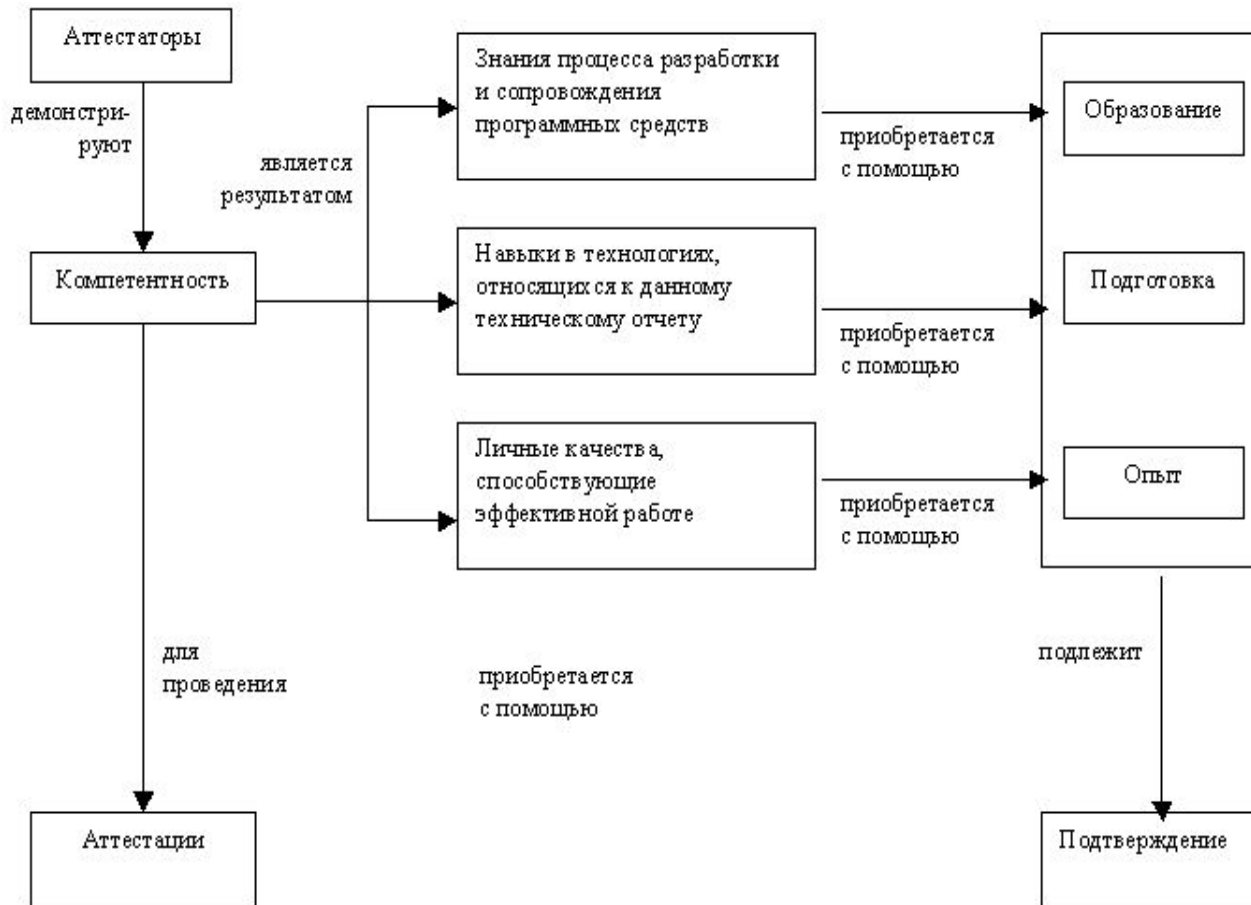 Аттестаторы
демонстри-
руют
Компетентность
для
проведения
Аттестации
является
результатом
Знания процесса разработки
и сопровождения
программных средств
приобретается
с помощью
Образование
Навыки в технологиях,
относящихся к данному
техническому отчету
приобретается
с помощью
Подготовка
Личные качества,
способствующие
эффективной работе
приобретается
с помощью
Опыт
приобретается
с помощью
подлежит
Подтверждение